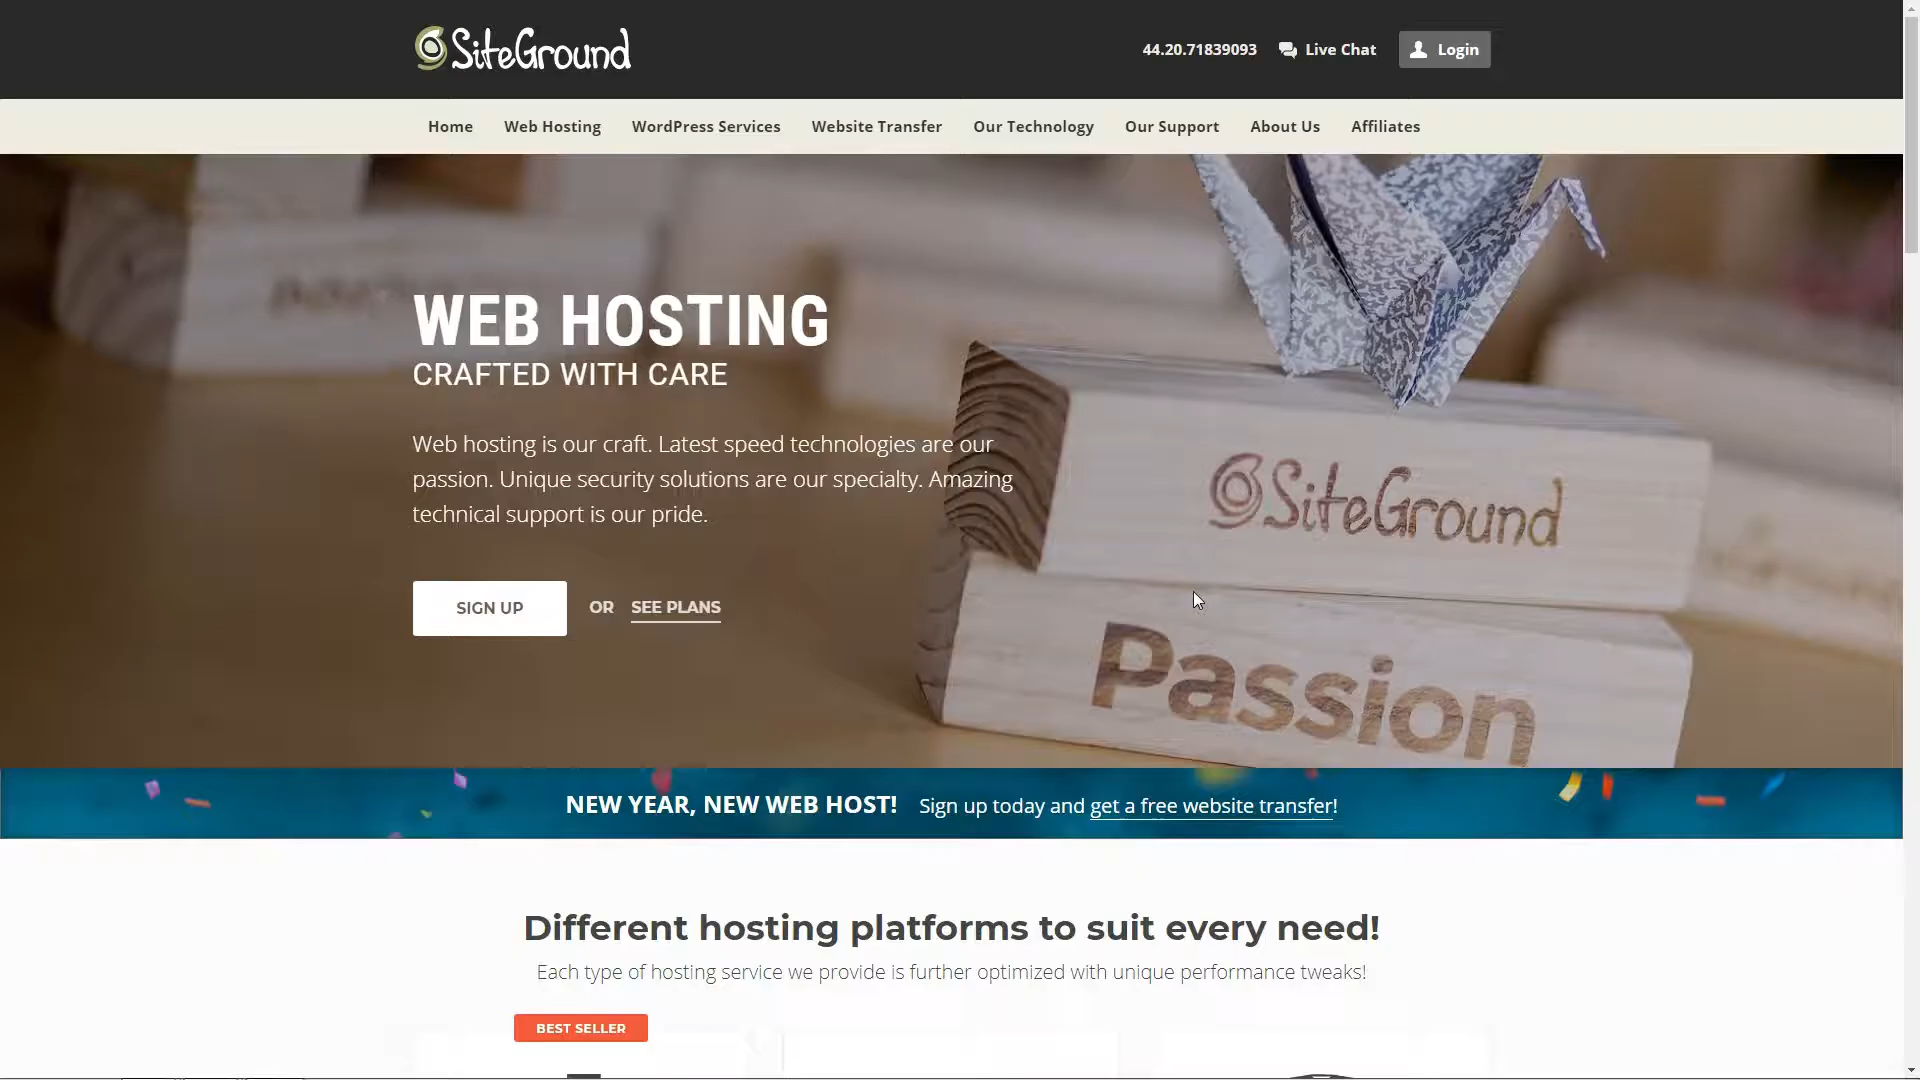 SiteGround
44.20.71839093
Live Chat
Login
Home
Web Hosting
WordPress Services
Website Transfer
Our Technology
Our Support
About Us
Affiliates
WEB HOSTING
CRAFTED WITH CARE
Web hosting is our craft. Latest speed technologies are our
passion. Unique security solutions are our specialty. Amazing
technical support is our pride.
SIGN UP
OR
SEE PLANS
SiteGround
Passion
NEW YEAR, NEW WEB HOST! Sign up today and get a free website transfer!
Different hosting platforms to suit every need!
Each type of hosting service we provide is further optimized with unique performance tweaks!
BEST SELLER